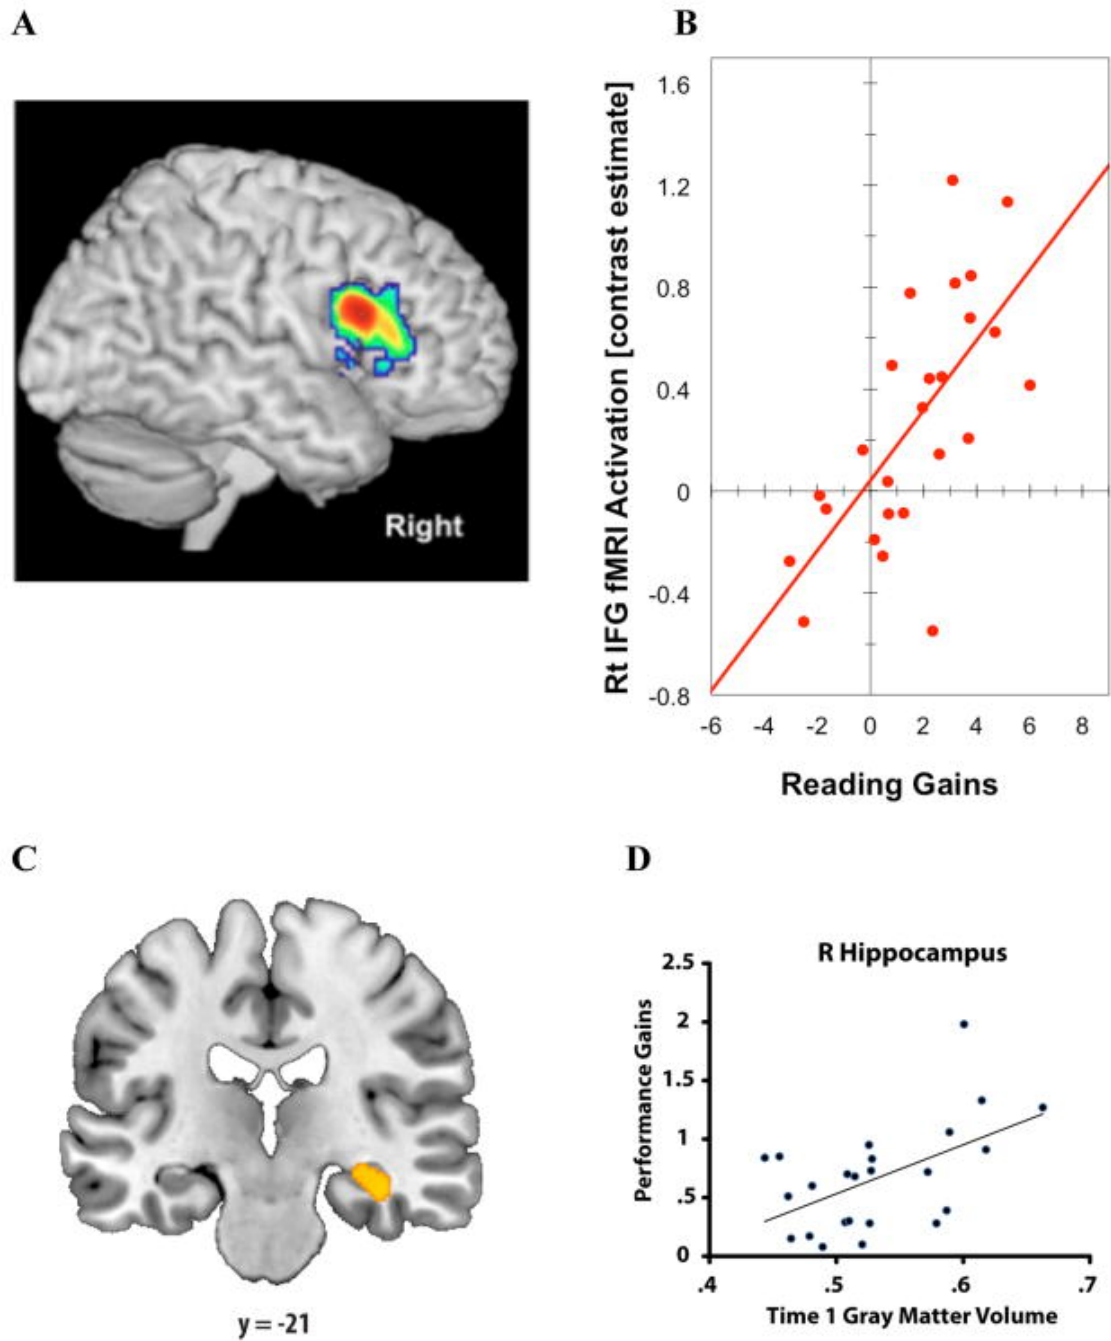 A
B
Right
Rt IFG fMRI Activation [contrast estimate]
1.6
1.2
0.8
0.4
0
-0.4
-0.8
-6 -4 -2 0 2 4 6 8
Reading Gains
C
D
y = -21
R Hippocampus
Performance Gains
2.5
2
1.5
1
.5
0
.4 .5 .6 .7
Time 1 Gray Matter Volume